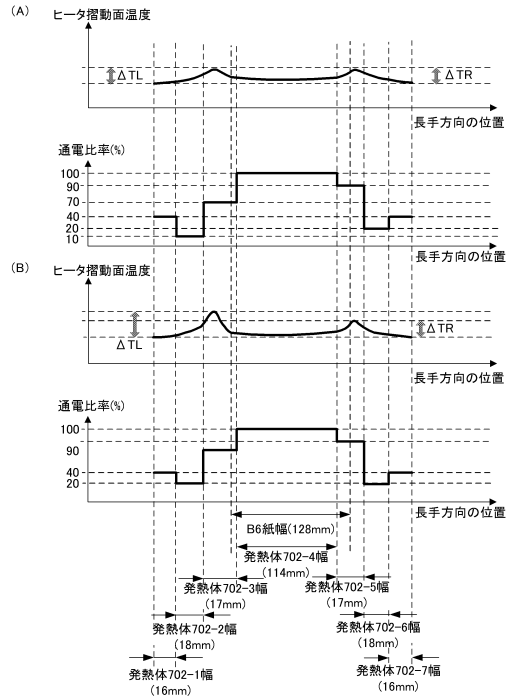 (A)
ヒータ摺動面温度
ΔTL
ΔTR
長手方向の位置
通電比率(%)
100
90
70
40
20
10
長手方向の位置
(B)
ヒータ摺動面温度
ΔTL
ΔTR
長手方向の位置
通電比率(%)
100
90
40
20
長手方向の位置
B6紙幅(128mm)
発熱体702-4幅
(114mm)
発熱体702-3幅
(17mm)
発熱体702-5幅
(17mm)
発熱体702-2幅
(18mm)
発熱体702-6幅
(18mm)
発熱体702-1幅
(16mm)
発熱体702-7幅
(16mm)